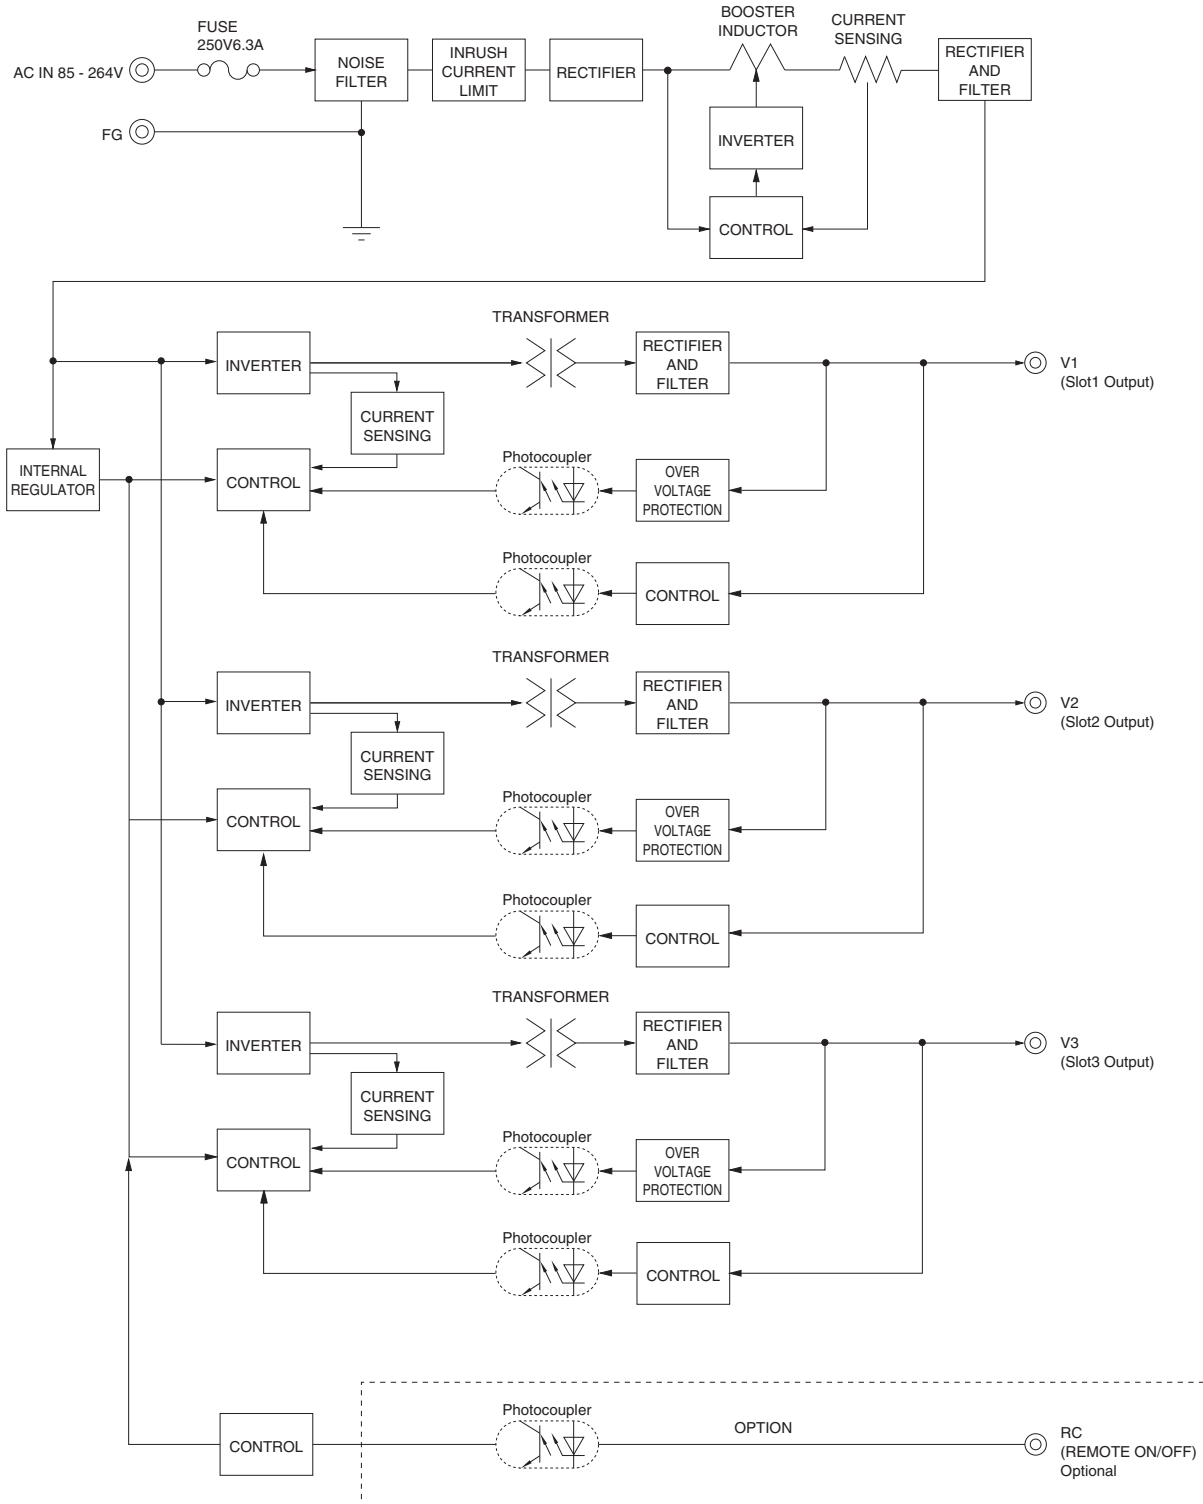 FUSE
250V6.3A
AC IN 85 - 264V
NOISE
FILTER
INRUSH
CURRENT
LIMIT
RECTIFIER
BOOSTER
INDUCTOR
CURRENT
SENSING
RECTIFIER
AND
FILTER
FG
INVERTER
CONTROL
TRANSFORMER
INVERTER
RECTIFIER
AND
FILTER
V1
(Slot1 Output)
CURRENT
SENSING
INTERNAL
REGULATOR
CONTROL
Photocoupler
OVER
VOLTAGE
PROTECTION
Photocoupler
CONTROL
TRANSFORMER
INVERTER
RECTIFIER
AND
FILTER
V2
(Slot2 Output)
CURRENT
SENSING
CONTROL
Photocoupler
OVER
VOLTAGE
PROTECTION
Photocoupler
CONTROL
TRANSFORMER
INVERTER
RECTIFIER
AND
FILTER
V3
(Slot3 Output)
CURRENT
SENSING
CONTROL
Photocoupler
OVER
VOLTAGE
PROTECTION
Photocoupler
CONTROL
CONTROL
Photocoupler
OPTION
RC
(REMOTE ON/OFF)
Optional